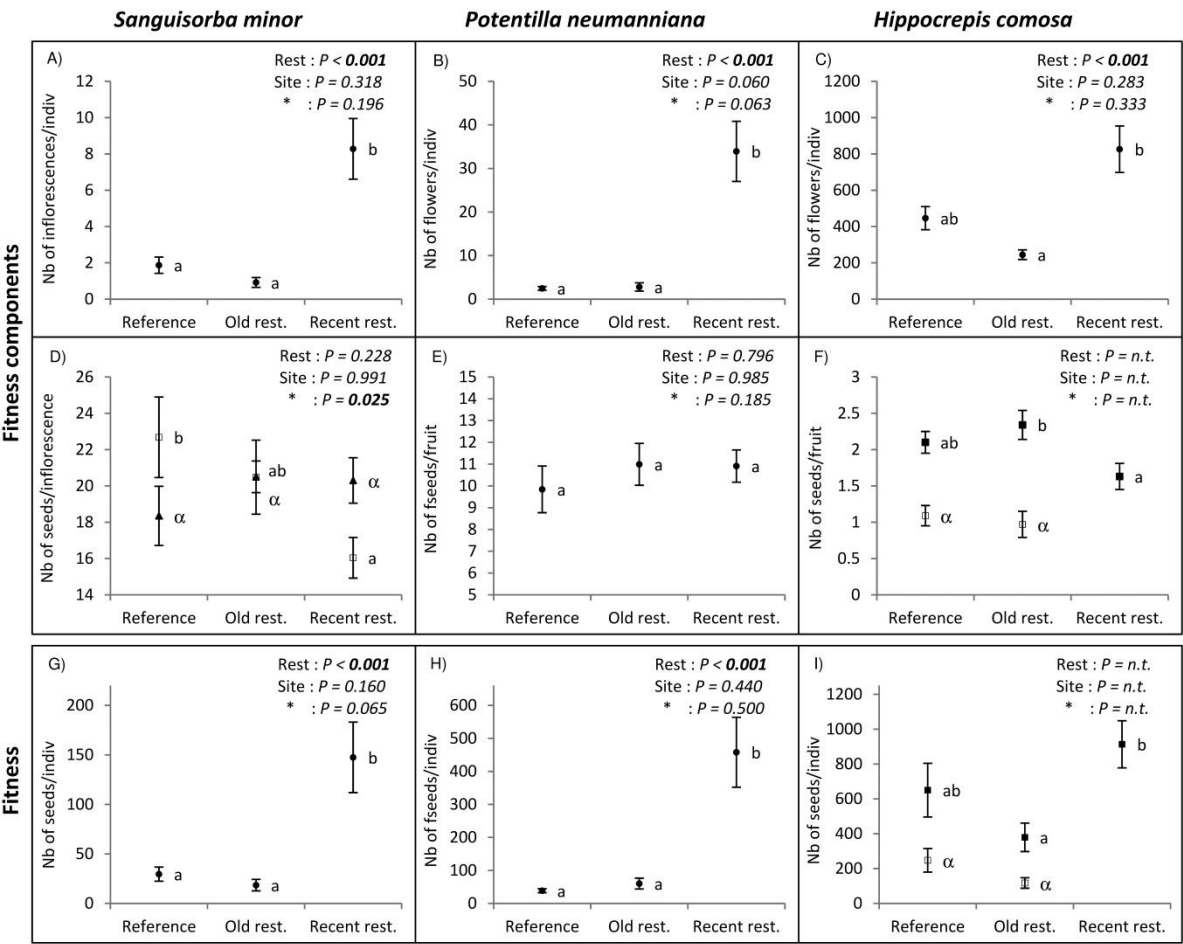 Sanguisorba minor
Potentilla neumanniana
Hippocrepis comosa
Fitness components
A)
Rest : P < 0.001
Site : P = 0.318
* : P = 0.196
Nb of inflorescences/indiv
12
10
8
6
4
2
0
a
a
b
Reference Old rest. Recent rest.
B)
Rest : P < 0.001
Site : P = 0.060
* : P = 0.063
Nb of flowers/indiv
50
40
30
20
10
0
a
a
b
Reference Old rest. Recent rest.
C)
Rest : P < 0.001
Site : P = 0.283
* : P = 0.333
Nb of flowers/indiv
1200
1000
800
600
400
200
0
ab
a
b
Reference Old rest. Recent rest.
D)
Rest : P = 0.228
Site : P = 0.991
* : P = 0.025
Nb of seeds/inflorescence
26
24
22
20
18
16
14
b
α
ab
α
α
a
Reference Old rest. Recent rest.
E)
Rest : P = 0.796
Site : P = 0.985
* : P = 0.185
Nb of fseeds/fruit
15
14
13
12
11
10
9
8
7
6
5
a
a
a
Reference Old rest. Recent rest.
F)
Rest : P = n.t.
Site : P = n.t.
* : P = n.t.
Nb of seeds/fruit
3
2.5
2
1.5
1
0.5
0
ab
α
b
α
a
Reference Old rest. Recent rest.
Fitness
G)
Rest : P < 0.001
Site : P = 0.160
* : P = 0.065
Nb of seeds/indiv
200
150
100
50
0
a
a
b
Reference Old rest. Recent rest.
H)
Rest : P < 0.001
Site : P = 0.440
* : P = 0.500
Nb of fseeds/indiv
600
500
400
300
200
100
0
a
a
b
Reference Old rest. Recent rest.
I)
Rest : P = n.t.
Site : P = n.t.
* : P = n.t.
Nb of seeds/indiv
1200
1000
800
600
400
200
0
ab
α
a
α
b
Reference Old rest. Recent rest.